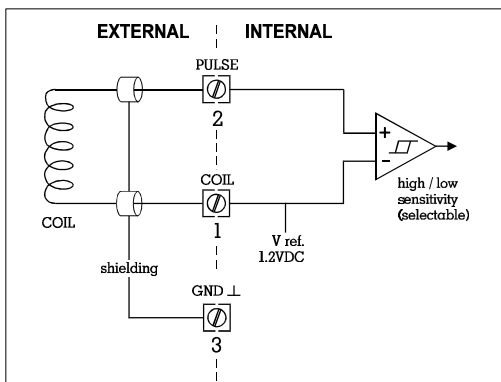 EXTERNAL
INTERNAL
PULSE
2
+
-
high / low
sensitivity
(selectable)
COIL
COIL
1
V ref.
1.2VDC
shielding
GND ⊥
3